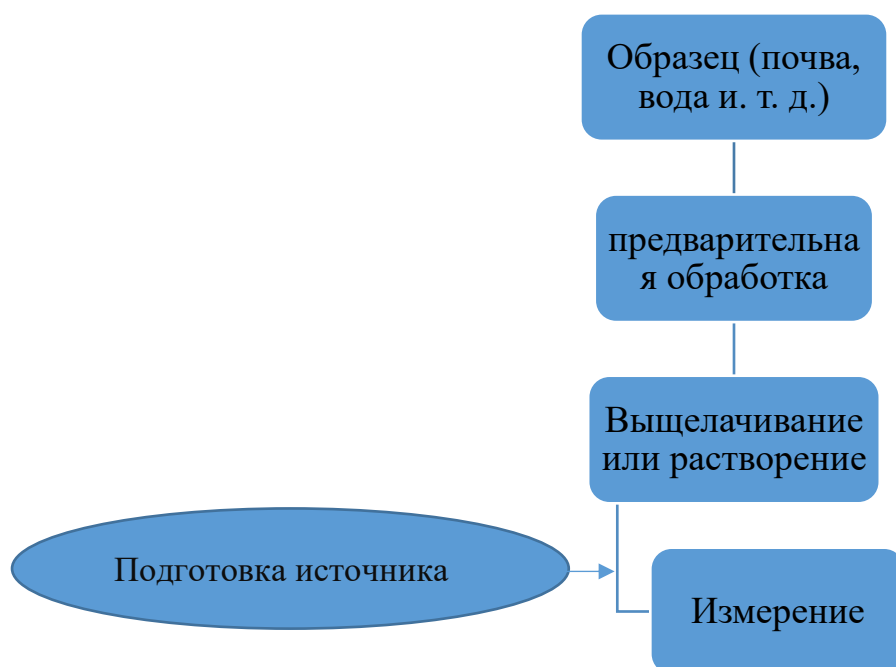 Образец (почва,
вода и. т. д.)
предварительна
я обработка
Выщелачивание
или растворение
Подготовка источника
Измерение